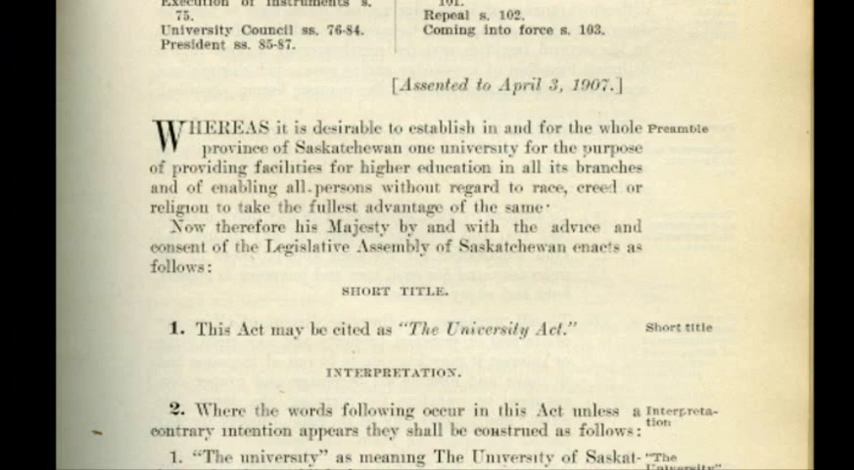 Execution of Instruments s.
75.
University Council ss. 76-84.
President ss. 85-87.
101.
Repeal s. 102.
Coming into force s. 103.
[Assented to April 3, 1907.]
WHEREAS it is desirable to establish in and for the whole Preamble
province of Saskatchewan one university for the purpose
of providing facilities for higher education in all its branches
and of enabling all persons without regard to race, creed or
religion to take the fullest advantage of the same·
Now therefore his Majesty by and with the advice and
consent of the Legislative Assembly of Saskatchewan enacts as
follows:
SHORT TITLE.
1. This Act may be cited as "The University Act." Short title
INTERPRETATION.
2. Where the words following occur in this Act unless a Interpreta-
tion
contrary intention appears they shall be construed as follows:
1. "The university" as meaning The University of Saskat- "The
University"